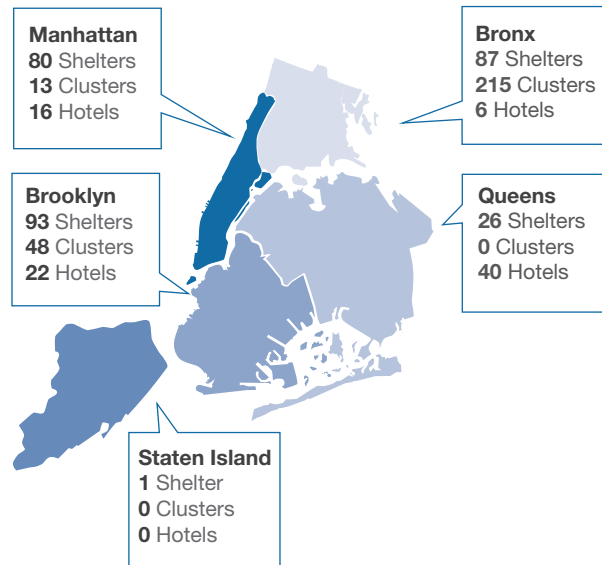 Manhattan
80 Shelters
13 Clusters
16 Hotels
Bronx
87 Shelters
215 Clusters
6 Hotels
Brooklyn
93 Shelters
48 Clusters
22 Hotels
Queens
26 Shelters
0 Clusters
40 Hotels
Staten Island
1 Shelter
0 Clusters
0 Hotels